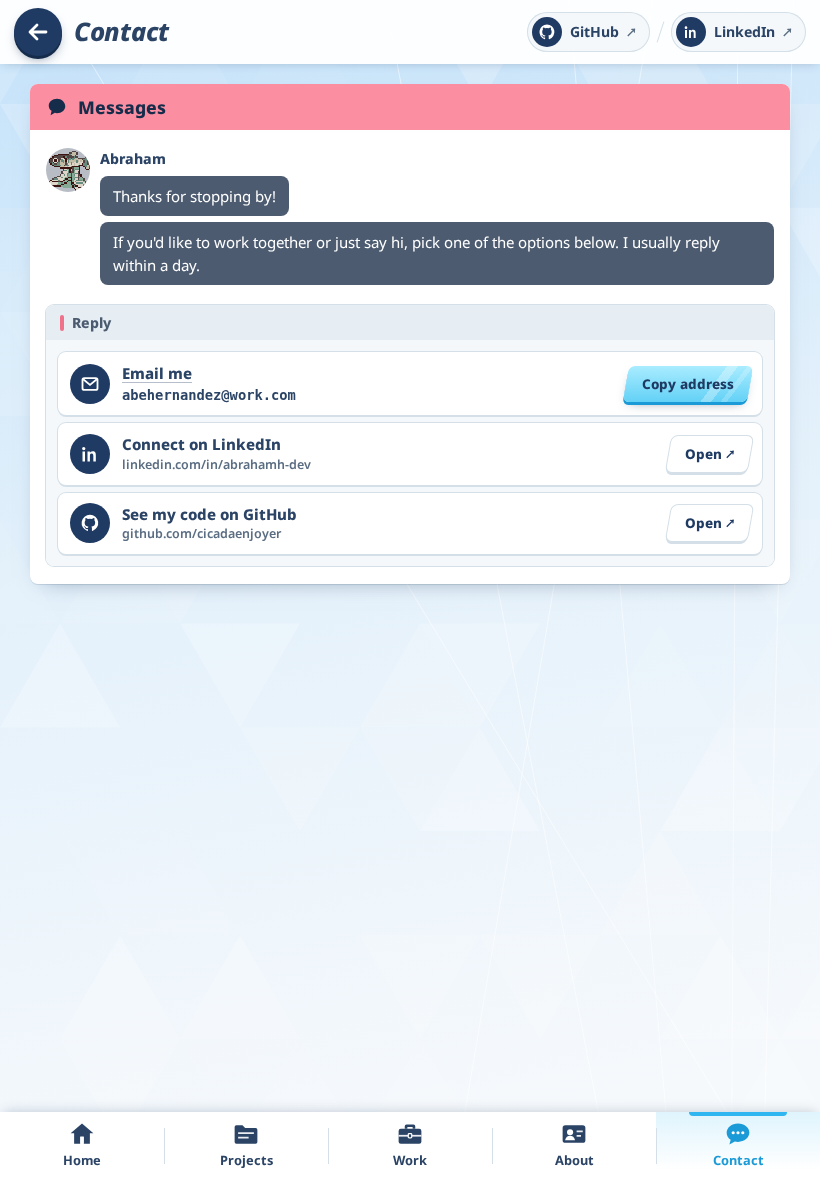 Contact
GitHub ↗
LinkedIn ↗
Messages
Abraham
Thanks for stopping by!
If you'd like to work together or just say hi, pick one of the options below. I usually reply
within a day.
Reply
Email me
abehernandez@work.com
Copy address
Connect on LinkedIn
linkedin.com/in/abrahamh-dev
Open ↗
See my code on GitHub
github.com/cicadaenjoyer
Open ↗
Home
Projects
Work
About
Contact